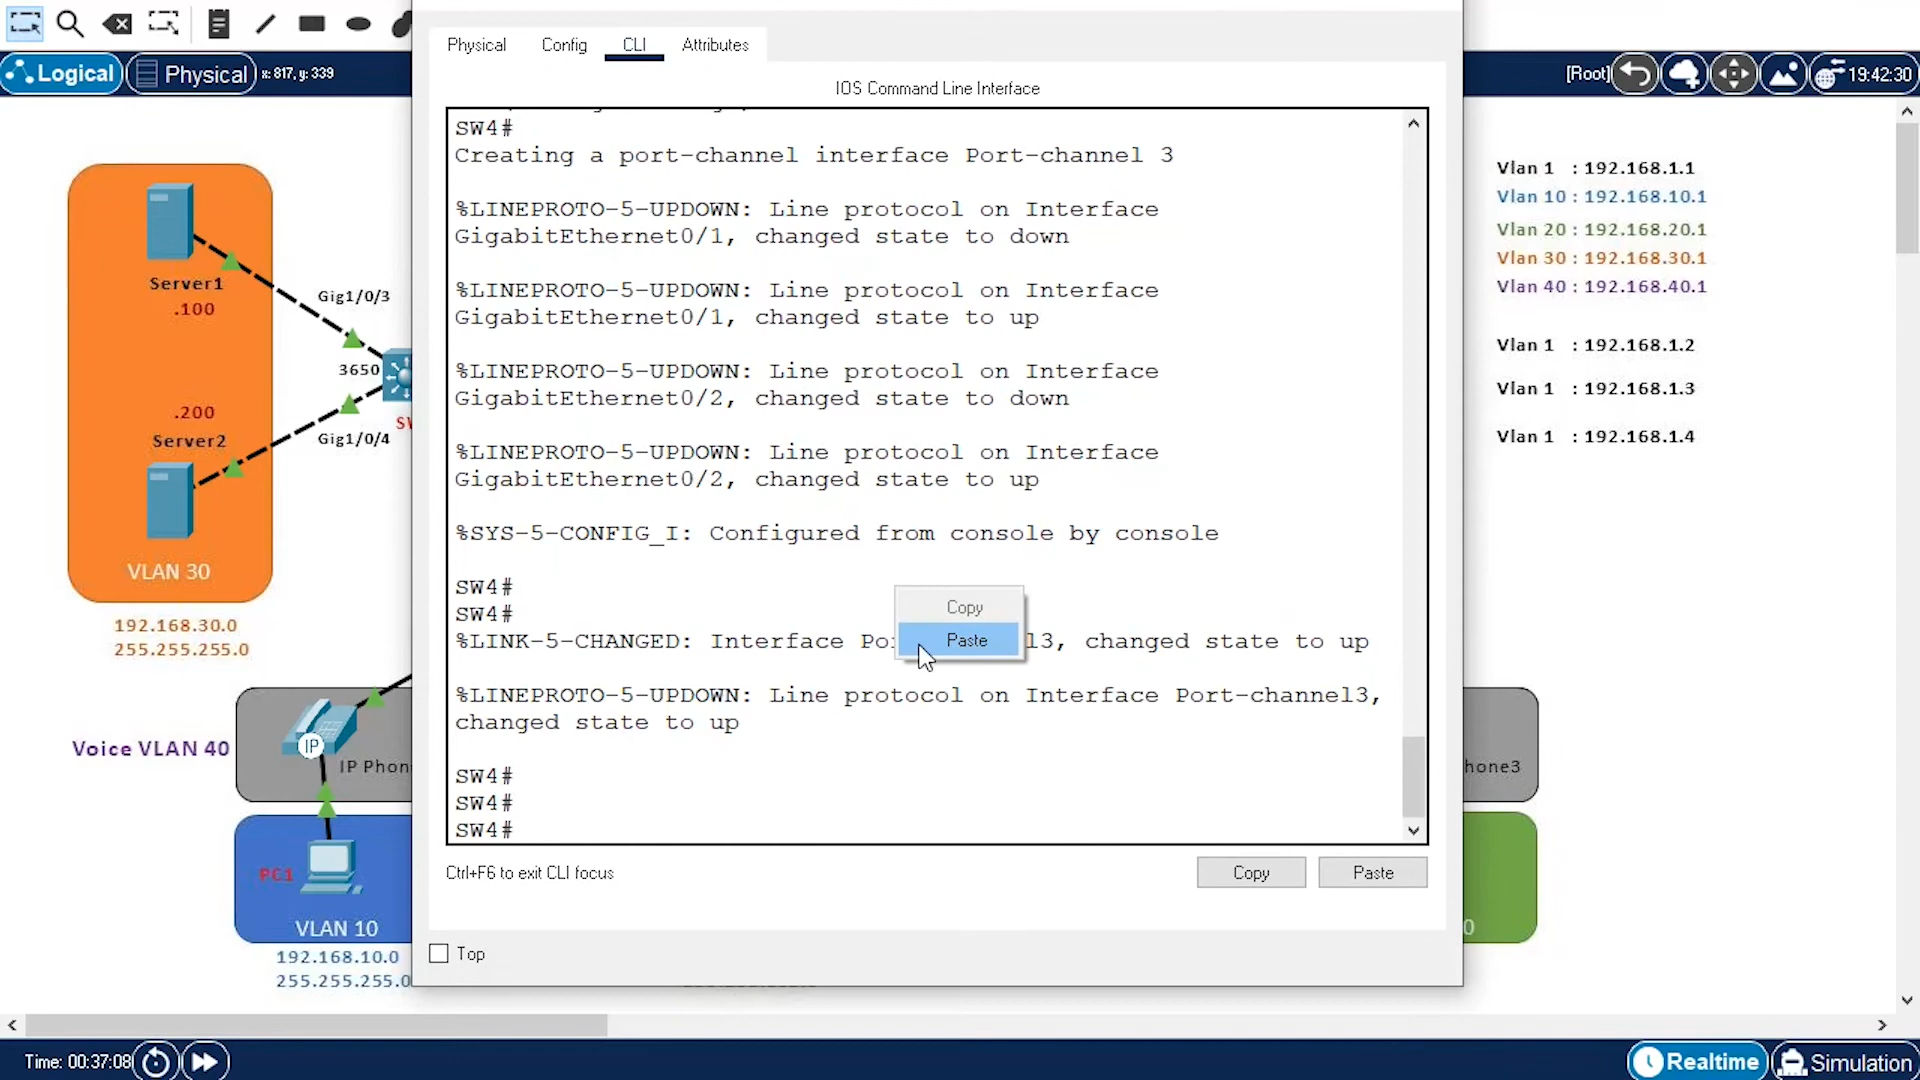 Physical
Config
CLI
Attributes
Logical
Physical
x: 817, y: 339
[Root]
19:42:30
IOS Command Line Interface
SW4#
Creating a port-channel interface Port-channel 3
%LINEPROTO-5-UPDOWN: Line protocol on Interface
GigabitEthernet0/1, changed state to down
%LINEPROTO-5-UPDOWN: Line protocol on Interface
GigabitEthernet0/1, changed state to up
%LINEPROTO-5-UPDOWN: Line protocol on Interface
GigabitEthernet0/2, changed state to down
%LINEPROTO-5-UPDOWN: Line protocol on Interface
GigabitEthernet0/2, changed state to up
%SYS-5-CONFIG_I: Configured from console by console
SW4#
SW4#
%LINK-5-CHANGED: Interface Po l3, changed state to up
%LINEPROTO-5-UPDOWN: Line protocol on Interface Port-channel3,
changed state to up
SW4#
SW4#
SW4#
Copy
Paste
Ctrl+F6 to exit CLI focus
Copy
Paste
Top
Server1
.100
Gig1/0/3
3650
SW
.200
Server2
Gig1/0/4
VLAN 30
192.168.30.0
255.255.255.0
Voice VLAN 40
IP
IP Phon
PC1
VLAN 10
192.168.10.0
255.255.255.0
Vlan 1 : 192.168.1.1
Vlan 10 : 192.168.10.1
Vlan 20 : 192.168.20.1
Vlan 30 : 192.168.30.1
Vlan 40 : 192.168.40.1
Vlan 1 : 192.168.1.2
Vlan 1 : 192.168.1.3
Vlan 1 : 192.168.1.4
hone3
0
Time: 00:37:08
Realtime
Simulation